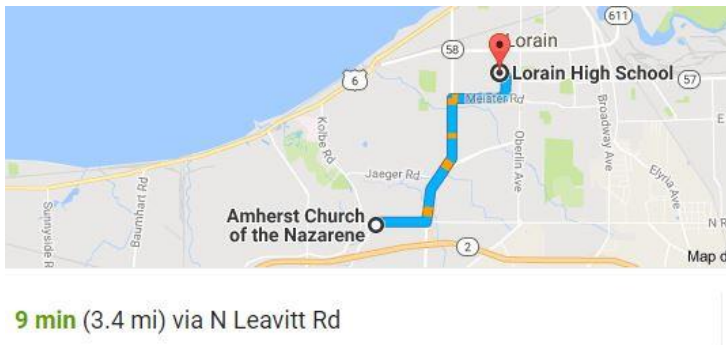 611
Lorain
58
6
Lorain High School
57
Meister Rd
Kolbe Rd
Oberlin Ave
Broadway Ave
E
Jaeger Rd
Elyria Ave
Baumhart Rd
Sunnyside R
Amherst Church
of the Nazarene
N R
2
Map d
9 min (3.4 mi) via N Leavitt Rd